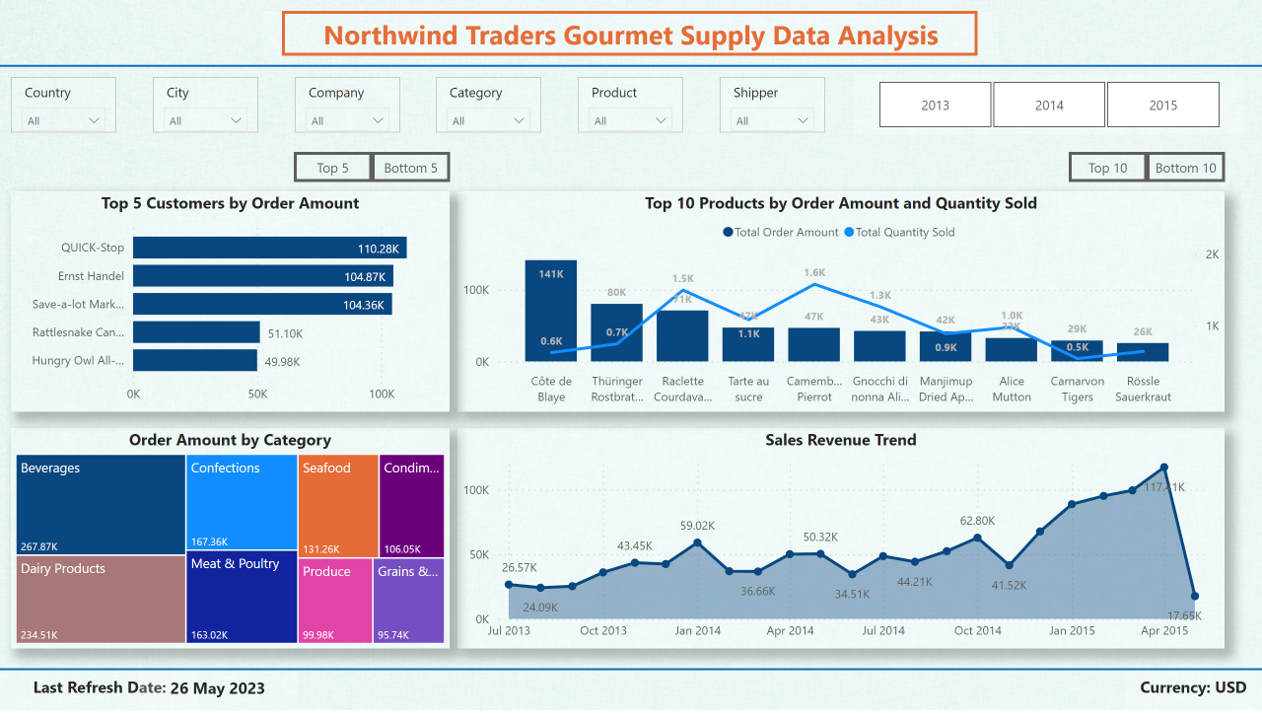 Northwind Traders Gourmet Supply Data Analysis
Country
All
City
All
Company
All
Category
All
Product
All
Shipper
All
2013
2014
2015
Top 5
Bottom 5
Top 10
Bottom 10
Top 5 Customers by Order Amount
QUICK-Stop
110.28K
Ernst Handel
104.87K
Save-a-lot Mark...
104.36K
Rattlesnake Can...
51.10K
Hungry Owl All-...
49.98K
0K
50K
100K
Top 10 Products by Order Amount and Quantity Sold
Total Order Amount
Total Quantity Sold
2K
1K
100K
0K
141K
80K
71K
47K
47K
43K
42K
33K
29K
26K
0.6K
0.7K
1.5K
1.1K
1.6K
1.3K
0.9K
1.0K
0.5K
Côte de
Blaye
Thüringer
Rostbrat...
Raclette
Courdava...
Tarte au
sucre
Camemb...
Pierrot
Gnocchi di
nonna Ali...
Manjimup
Dried Ap...
Alice
Mutton
Carnarvon
Tigers
Rössle
Sauerkraut
Order Amount by Category
Beverages
267.87K
Dairy Products
234.51K
Confections
167.36K
Meat & Poultry
163.02K
Seafood
131.26K
Condim...
106.05K
Produce
99.98K
Grains &...
95.74K
Sales Revenue Trend
100K
50K
0K
26.57K
24.09K
43.45K
59.02K
36.66K
50.32K
34.51K
44.21K
62.80K
41.52K
117.41K
17.65K
Jul 2013
Oct 2013
Jan 2014
Apr 2014
Jul 2014
Oct 2014
Jan 2015
Apr 2015
Last Refresh Date: 26 May 2023
Currency: USD